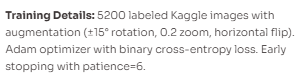 Training Details: 5200 labeled Kaggle images with
augmentation (±15° rotation, 0.2 zoom, horizontal flip).
Adam optimizer with binary cross-entropy loss. Early
stopping with patience=6.